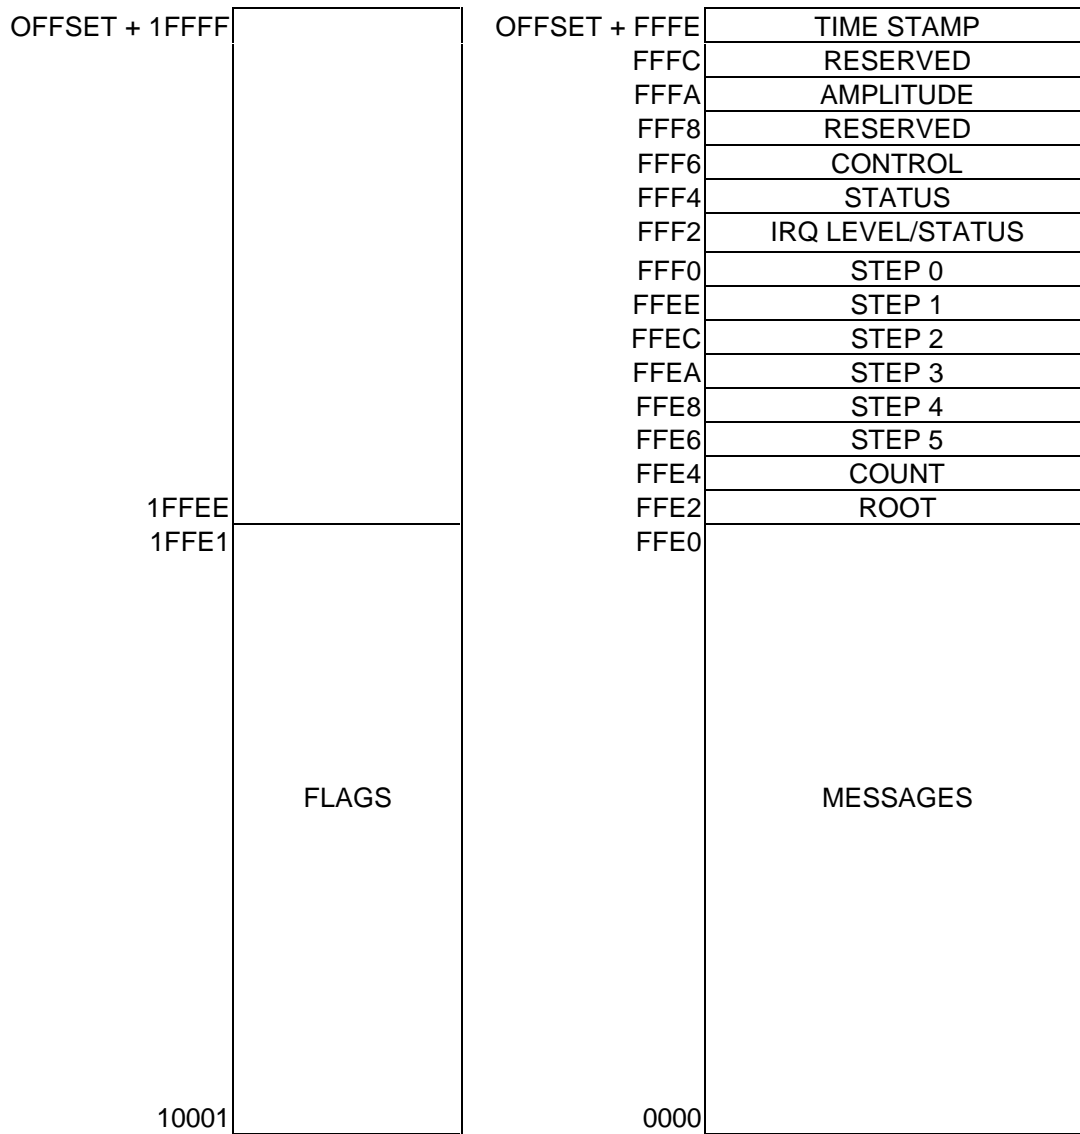 OFFSET + 1FFFF OFFSET + FFFE TIME STAMP
FFFC RESERVED
FFFA AMPLITUDE
FFF8 RESERVED
FFF6 CONTROL
FFF4 STATUS
FFF2 IRQ LEVEL/STATUS
FFF0 STEP 0
FFEE STEP 1
FFEC STEP 2
FFEA STEP 3
FFE8 STEP 4
FFE6 STEP 5
FFE4 COUNT
1FFEE FFE2 ROOT
1FFE1 FFE0
FLAGS MESSAGES
10001 0000